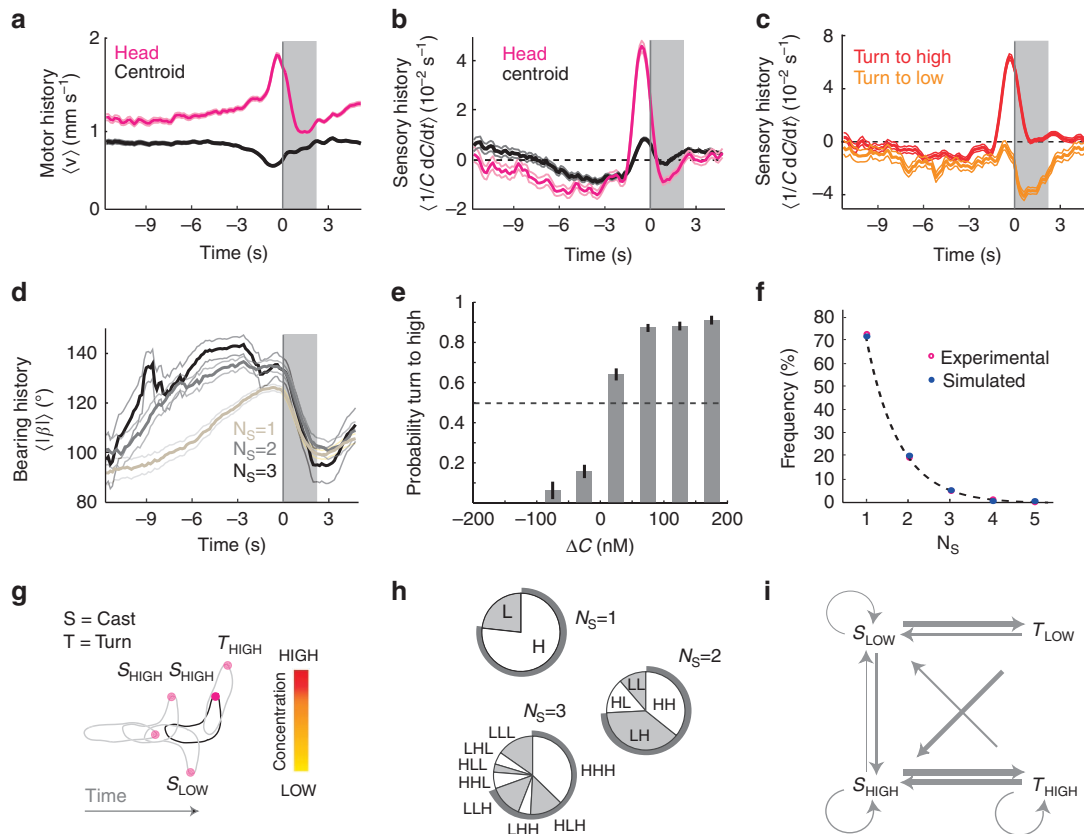 a
Motor history
⟨v⟩ (mm s⁻¹)
2
1
0
Head
Centroid
−9 −6 −3 0 3
Time (s)
b
Sensory history
⟨1/C dC/dt⟩ (10⁻² s⁻¹)
4
2
0
−2
Head
centroid
−9 −6 −3 0 3
Time (s)
c
Sensory history
⟨1/C dC/dt⟩ (10⁻² s⁻¹)
8
4
0
−4
Turn to high
Turn to low
−9 −6 −3 0 3
Time (s)
d
Bearing history
⟨|β|⟩ (°)
140
120
100
80
N_S=1
N_S=2
N_S=3
−9 −6 −3 0 3
Time (s)
e
Probability turn to high
1
0.8
0.6
0.4
0.2
0
−200 −100 0 100 200
ΔC (nM)
f
Frequency (%)
80
70
60
50
40
30
20
10
0
Experimental
Simulated
1 2 3 4 5
N_S
g
S = Cast
T = Turn
T_HIGH
S_HIGH S_HIGH
S_LOW
Time
HIGH
Concentration
LOW
h
L
H
N_S=1
N_S=2
LL
HL
HH
LH
N_S=3
LLL
LHL
HLL
HHL
LLH
LHH
HLH
HHH
i
S_LOW
T_LOW
S_HIGH
T_HIGH